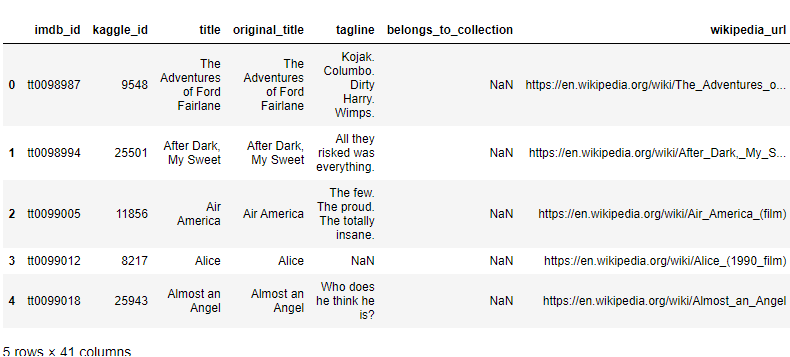 imdb_id kaggle_id title original_title tagline belongs_to_collection wikipedia_url
0 tt0098987 9548 The Adventures of Ford Fairlane The Adventures of Ford Fairlane Kojak. Columbo. Dirty Harry. Wimps. NaN https://en.wikipedia.org/wiki/The_Adventures_o...
1 tt0098994 25501 After Dark, My Sweet After Dark, My Sweet All they risked was everything. NaN https://en.wikipedia.org/wiki/After_Dark,_My_S...
2 tt0099005 11856 Air America Air America The few. The proud. The totally insane. NaN https://en.wikipedia.org/wiki/Air_America_(film)
3 tt0099012 8217 Alice Alice NaN NaN https://en.wikipedia.org/wiki/Alice_(1990_film)
4 tt0099018 25943 Almost an Angel Almost an Angel Who does he think he is? NaN https://en.wikipedia.org/wiki/Almost_an_Angel
5 rows × 41 columns